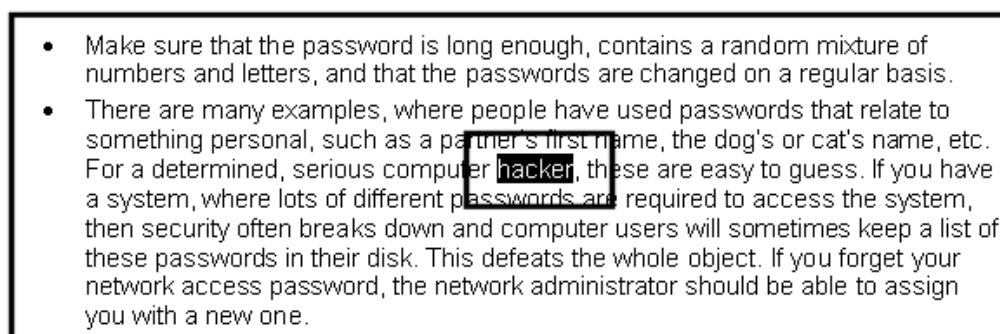 • Make sure that the password is long enough, contains a random mixture of
numbers and letters, and that the passwords are changed on a regular basis.
• There are many examples, where people have used passwords that relate to
something personal, such as a partner's first name, the dog's or cat's name, etc.
For a determined, serious computer hacker, these are easy to guess. If you have
a system, where lots of different passwords are required to access the system,
then security often breaks down and computer users will sometimes keep a list of
these passwords in their disk. This defeats the whole object. If you forget your
network access password, the network administrator should be able to assign
you with a new one.